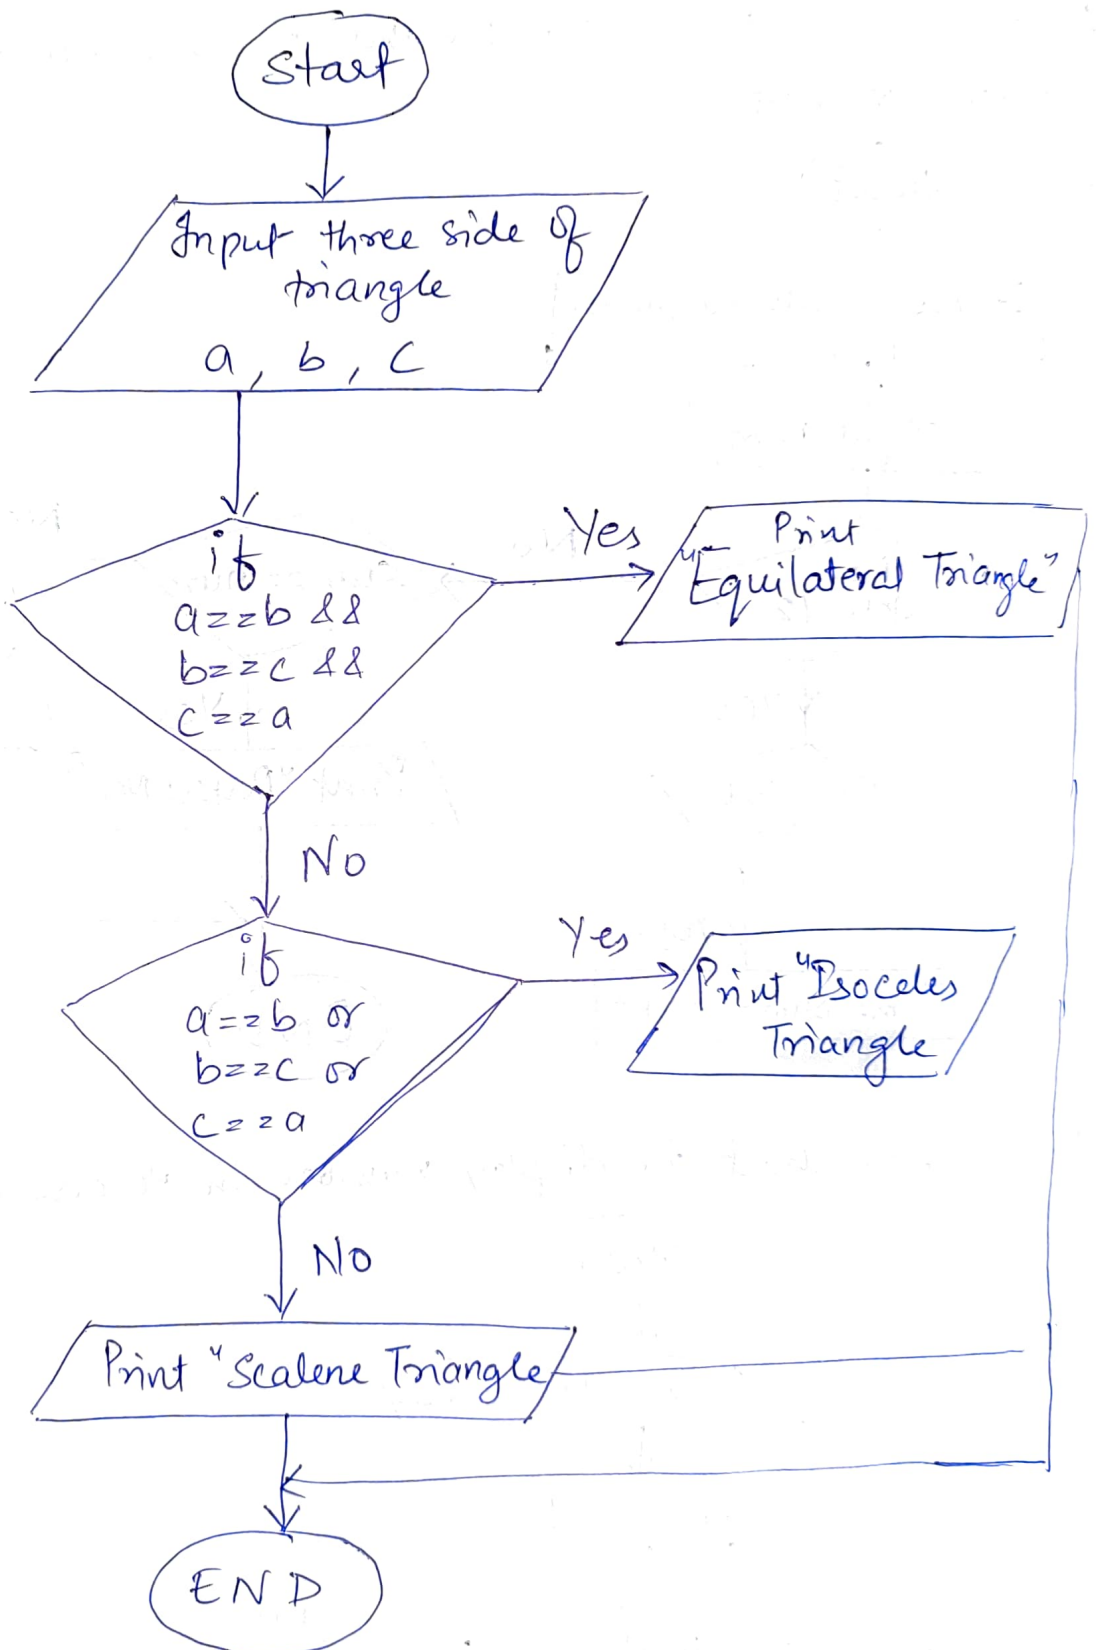 Start
Input three side of
triangle
a, b, c
if
a==b &&
b==c &&
c==a
Yes
Print
"Equilateral Triangle"
No
if
a==b or
b==c or
c==a
Yes
Print "Isoceles
Triangle
No
Print "Scalene Triangle
END